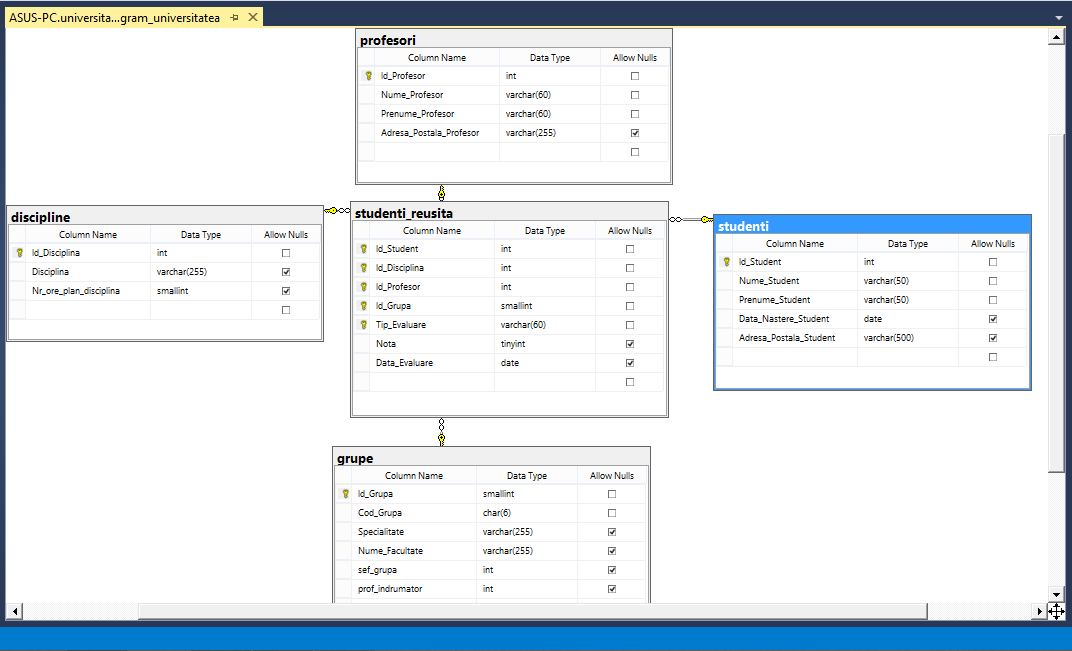 ASUS-PC.universita...gram_universitatea
profesori
Column Name Data Type Allow Nulls
Id_Profesor int
Nume_Profesor varchar(60)
Prenume_Profesor varchar(60)
Adresa_Postala_Profesor varchar(255)
discipline
Column Name Data Type Allow Nulls
Id_Disciplina int
Disciplina varchar(255)
Nr_ore_plan_disciplina smallint
studenti_reusita
Column Name Data Type Allow Nulls
Id_Student int
Id_Disciplina int
Id_Profesor int
Id_Grupa smallint
Tip_Evaluare varchar(60)
Nota tinyint
Data_Evaluare date
studenti
Column Name Data Type Allow Nulls
Id_Student int
Nume_Student varchar(50)
Prenume_Student varchar(50)
Data_Nastere_Student date
Adresa_Postala_Student varchar(500)
grupe
Column Name Data Type Allow Nulls
Id_Grupa smallint
Cod_Grupa char(6)
Specialitate varchar(255)
Nume_Facultate varchar(255)
sef_grupa int
prof_indrumator int